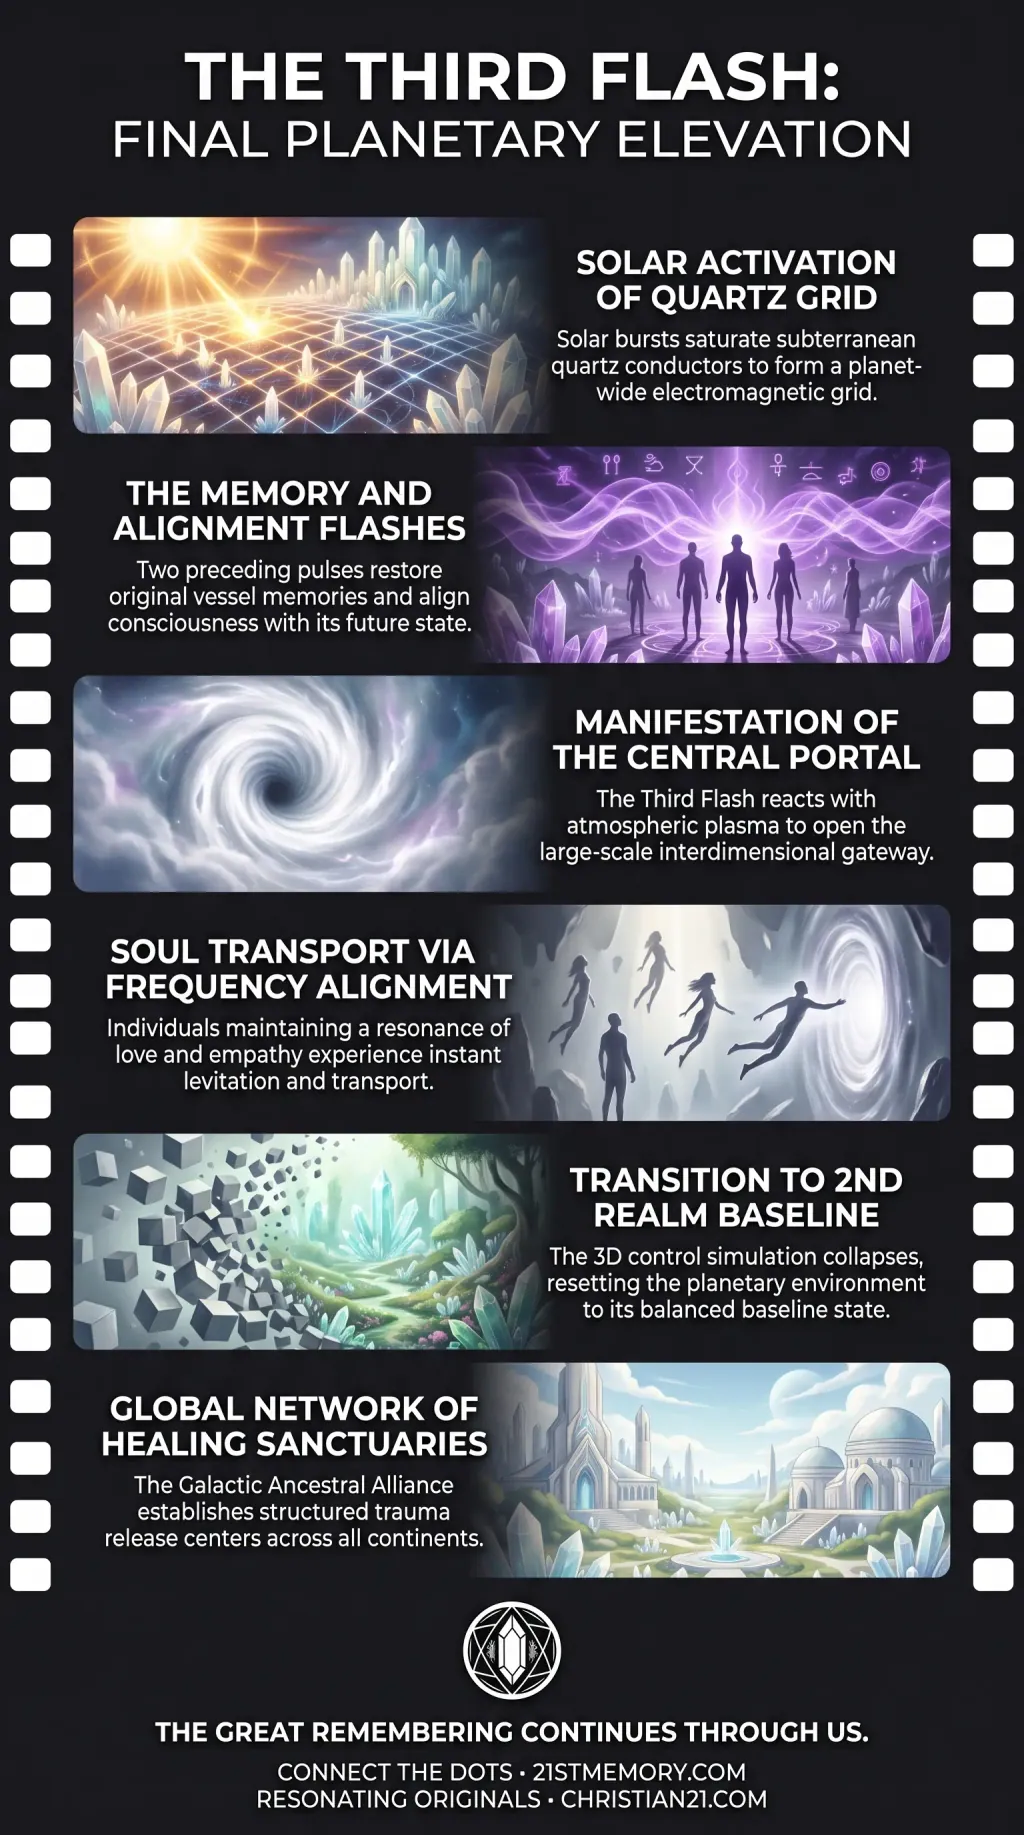 THE THIRD FLASH:
FINAL PLANETARY ELEVATION
SOLAR ACTIVATION
OF QUARTZ GRID
Solar bursts saturate subterranean
quartz conductors to form a planet-
wide electromagnetic grid.
THE MEMORY AND
ALIGNMENT FLASHES
Two preceding pulses restore
original vessel memories and align
consciousness with its future state.
MANIFESTATION OF
THE CENTRAL PORTAL
The Third Flash reacts with
atmospheric plasma to open the
large-scale interdimensional gateway.
SOUL TRANSPORT VIA
FREQUENCY ALIGNMENT
Individuals maintaining a resonance of
love and empathy experience instant
levitation and transport.
TRANSITION TO 2ND
REALM BASELINE
The 3D control simulation collapses,
resetting the planetary environment
to its balanced baseline state.
GLOBAL NETWORK OF
HEALING SANCTUARIES
The Galactic Ancestral Alliance
establishes structured trauma
release centers across all continents.
THE GREAT REMEMBERING CONTINUES THROUGH US.
CONNECT THE DOTS • 21STMEMORY.COM
RESONATING ORIGINALS • CHRISTIAN21.COM